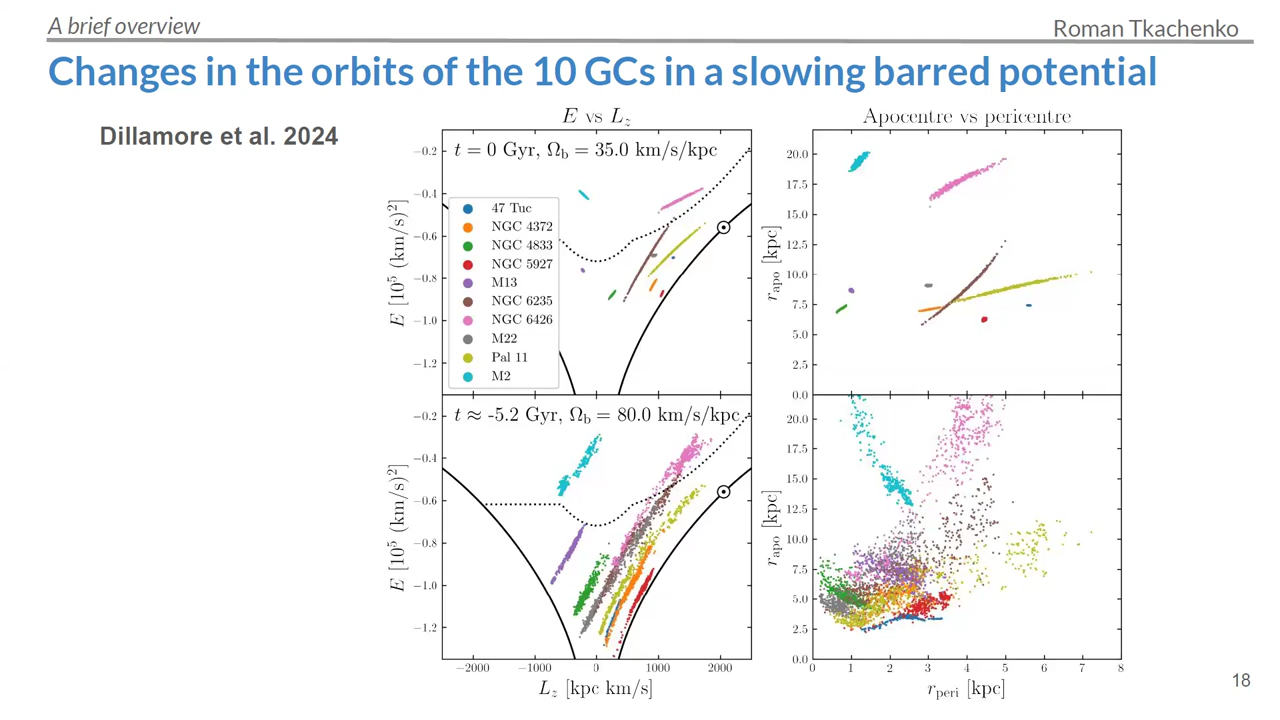 A brief overview
Roman Tkachenko
Changes in the orbits of the 10 GCs in a slowing barred potential
Dillamore et al. 2024
E vs L_z
Apocentre vs pericentre
t = 0 Gyr, Ω_b = 35.0 km/s/kpc
−0.2
−0.4
−0.6
−0.8
−1.0
−1.2
E [10^5 (km/s)^2]
47 Tuc
NGC 4372
NGC 4833
NGC 5927
M13
NGC 6235
NGC 6426
M22
Pal 11
M2
20.0
17.5
15.0
12.5
10.0
7.5
5.0
2.5
0.0
r_apo [kpc]
t ≈ -5.2 Gyr, Ω_b = 80.0 km/s/kpc
−0.2
−0.4
−0.6
−0.8
−1.0
−1.2
E [10^5 (km/s)^2]
−2000 −1000 0 1000 2000
L_z [kpc km/s]
20.0
17.5
15.0
12.5
10.0
7.5
5.0
2.5
0.0
r_apo [kpc]
0 1 2 3 4 5 6 7 8
r_peri [kpc]
18